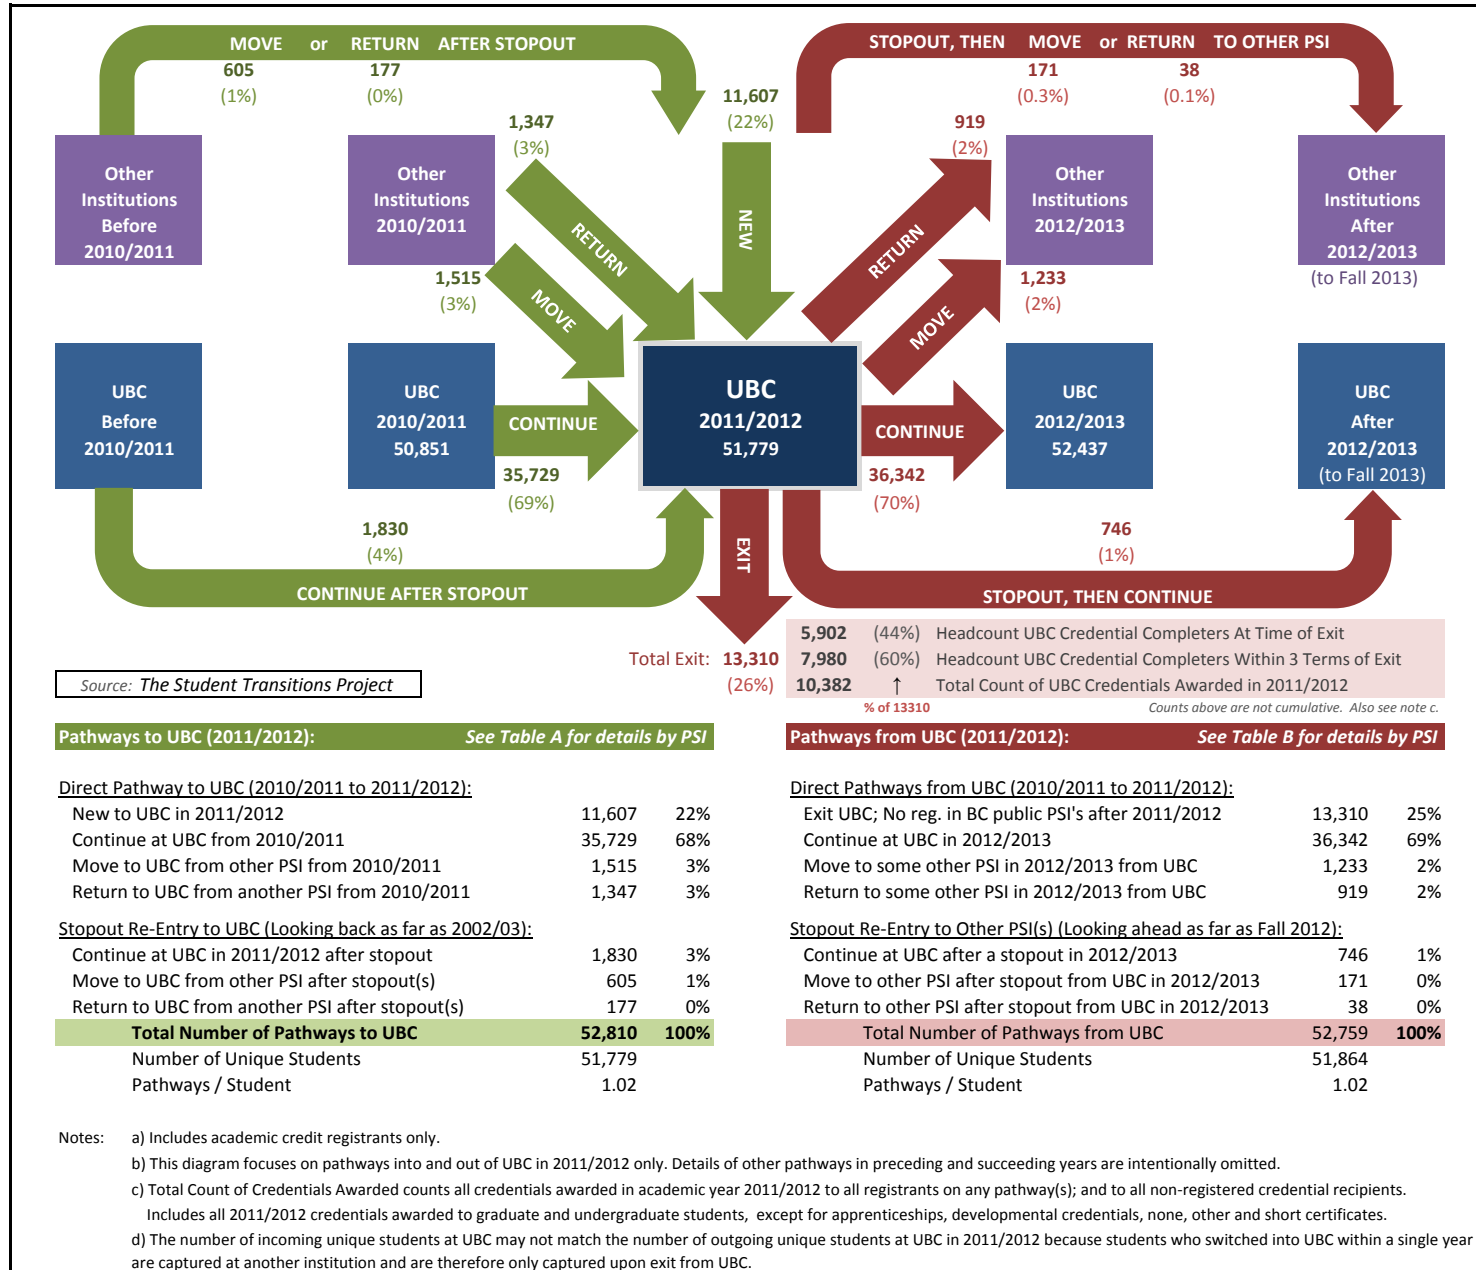 MOVE or RETURN AFTER STOPOUT
605 177
(1%) (0%)
STOPOUT, THEN MOVE or RETURN TO OTHER PSI
171 38
(0.3%) (0.1%)
11,607
(22%)
1,347
(3%)
919
(2%)
Other
Institutions
Before
2010/2011
Other
Institutions
2010/2011
Other
Institutions
2012/2013
Other
Institutions
After
2012/2013
(to Fall 2013)
RETURN
NEW
RETURN
1,515
(3%)
MOVE
MOVE
1,233
(2%)
UBC
Before
2010/2011
UBC
2010/2011
50,851
CONTINUE
35,729
(69%)
UBC
2011/2012
51,779
CONTINUE
36,342
(70%)
UBC
2012/2013
52,437
UBC
After
2012/2013
(to Fall 2013)
1,830
(4%)
CONTINUE AFTER STOPOUT
EXIT
746
(1%)
STOPOUT, THEN CONTINUE
Total Exit: 13,310
(26%)
5,902 (44%) Headcount UBC Credential Completers At Time of Exit
7,980 (60%) Headcount UBC Credential Completers Within 3 Terms of Exit
10,382 ↑ Total Count of UBC Credentials Awarded in 2011/2012
% of 13310 Counts above are not cumulative. Also see note c.
Source: The Student Transitions Project
Pathways to UBC (2011/2012): See Table A for details by PSI
Direct Pathway to UBC (2010/2011 to 2011/2012):
New to UBC in 2011/2012 11,607 22%
Continue at UBC from 2010/2011 35,729 68%
Move to UBC from other PSI from 2010/2011 1,515 3%
Return to UBC from another PSI from 2010/2011 1,347 3%
Stopout Re-Entry to UBC (Looking back as far as 2002/03):
Continue at UBC in 2011/2012 after stopout 1,830 3%
Move to UBC from other PSI after stopout(s) 605 1%
Return to UBC from another PSI after stopout(s) 177 0%
Total Number of Pathways to UBC 52,810 100%
Number of Unique Students 51,779
Pathways / Student 1.02
Pathways from UBC (2011/2012): See Table B for details by PSI
Direct Pathways from UBC (2010/2011 to 2011/2012):
Exit UBC; No reg. in BC public PSI's after 2011/2012 13,310 25%
Continue at UBC in 2012/2013 36,342 69%
Move to some other PSI in 2012/2013 from UBC 1,233 2%
Return to some other PSI in 2012/2013 from UBC 919 2%
Stopout Re-Entry to Other PSI(s) (Looking ahead as far as Fall 2012):
Continue at UBC after a stopout in 2012/2013 746 1%
Move to other PSI after stopout from UBC in 2012/2013 171 0%
Return to other PSI after stopout from UBC in 2012/2013 38 0%
Total Number of Pathways from UBC 52,759 100%
Number of Unique Students 51,864
Pathways / Student 1.02
Notes: a) Includes academic credit registrants only.
b) This diagram focuses on pathways into and out of UBC in 2011/2012 only. Details of other pathways in preceding and succeeding years are intentionally omitted.
c) Total Count of Credentials Awarded counts all credentials awarded in academic year 2011/2012 to all registrants on any pathway(s); and to all non-registered credential recipients.
Includes all 2011/2012 credentials awarded to graduate and undergraduate students, except for apprenticeships, developmental credentials, none, other and short certificates.
d) The number of incoming unique students at UBC may not match the number of outgoing unique students at UBC in 2011/2012 because students who switched into UBC within a single year
are captured at another institution and are therefore only captured upon exit from UBC.